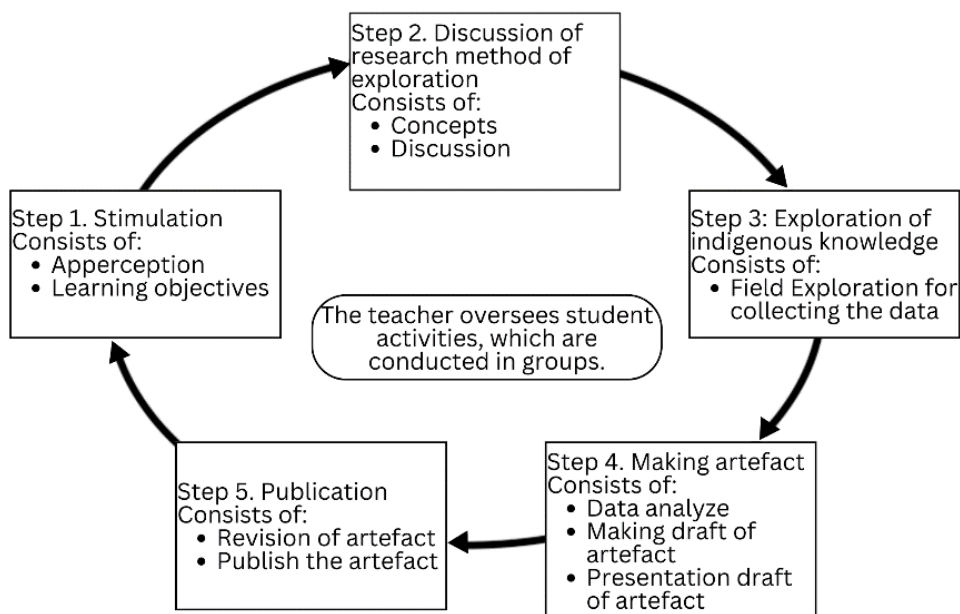 Step 1. Stimulation
Consists of:
• Apperception
• Learning objectives
Step 2. Discussion of
research method of
exploration
Consists of:
• Concepts
• Discussion
Step 3: Exploration of
indigenous knowledge
Consists of:
• Field Exploration for
collecting the data
Step 4. Making artefact
Consists of:
• Data analyze
• Making draft of
artefact
• Presentation draft
of artefact
Step 5. Publication
Consists of:
• Revision of artefact
• Publish the artefact
The teacher oversees student
activities, which are
conducted in groups.